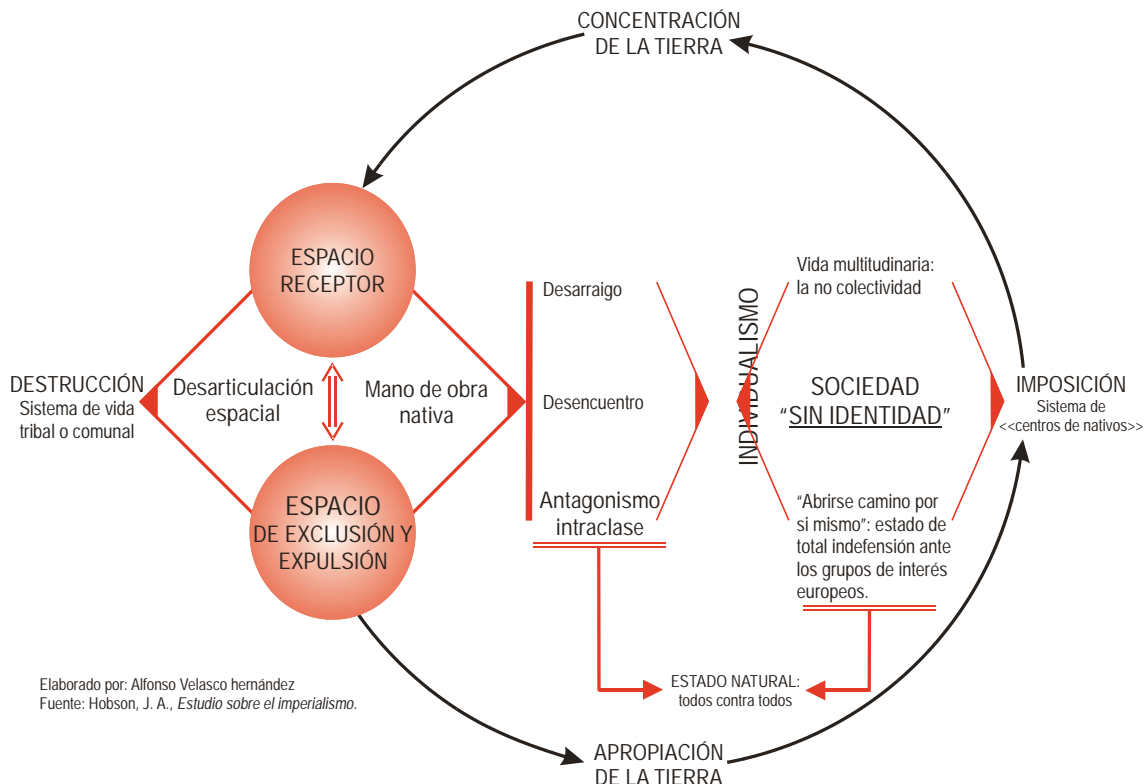 CONCENTRACIÓN
DE LA TIERRA
ESPACIO
RECEPTOR
DESTRUCCIÓN
Sistema de vida
tribal o comunal
Desarticulación
espacial
Mano de obra
nativa
ESPACIO
DE EXCLUSIÓN Y
EXPULSIÓN
Desarraigo
Desencuentro
Antagonismo
intraclase
INDIVIDUALISMO
Vida multitudinaria:
la no colectividad
SOCIEDAD
"SIN IDENTIDAD"
"Abrirse camino por
si mismo": estado de
total indefensión ante
los grupos de interés
europeos.
IMPOSICIÓN
Sistema de
<<centros de nativos>>
ESTADO NATURAL:
todos contra todos
Elaborado por: Alfonso Velasco hernández
Fuente: Hobson, J. A., Estudio sobre el imperialismo.
APROPIACIÓN
DE LA TIERRA